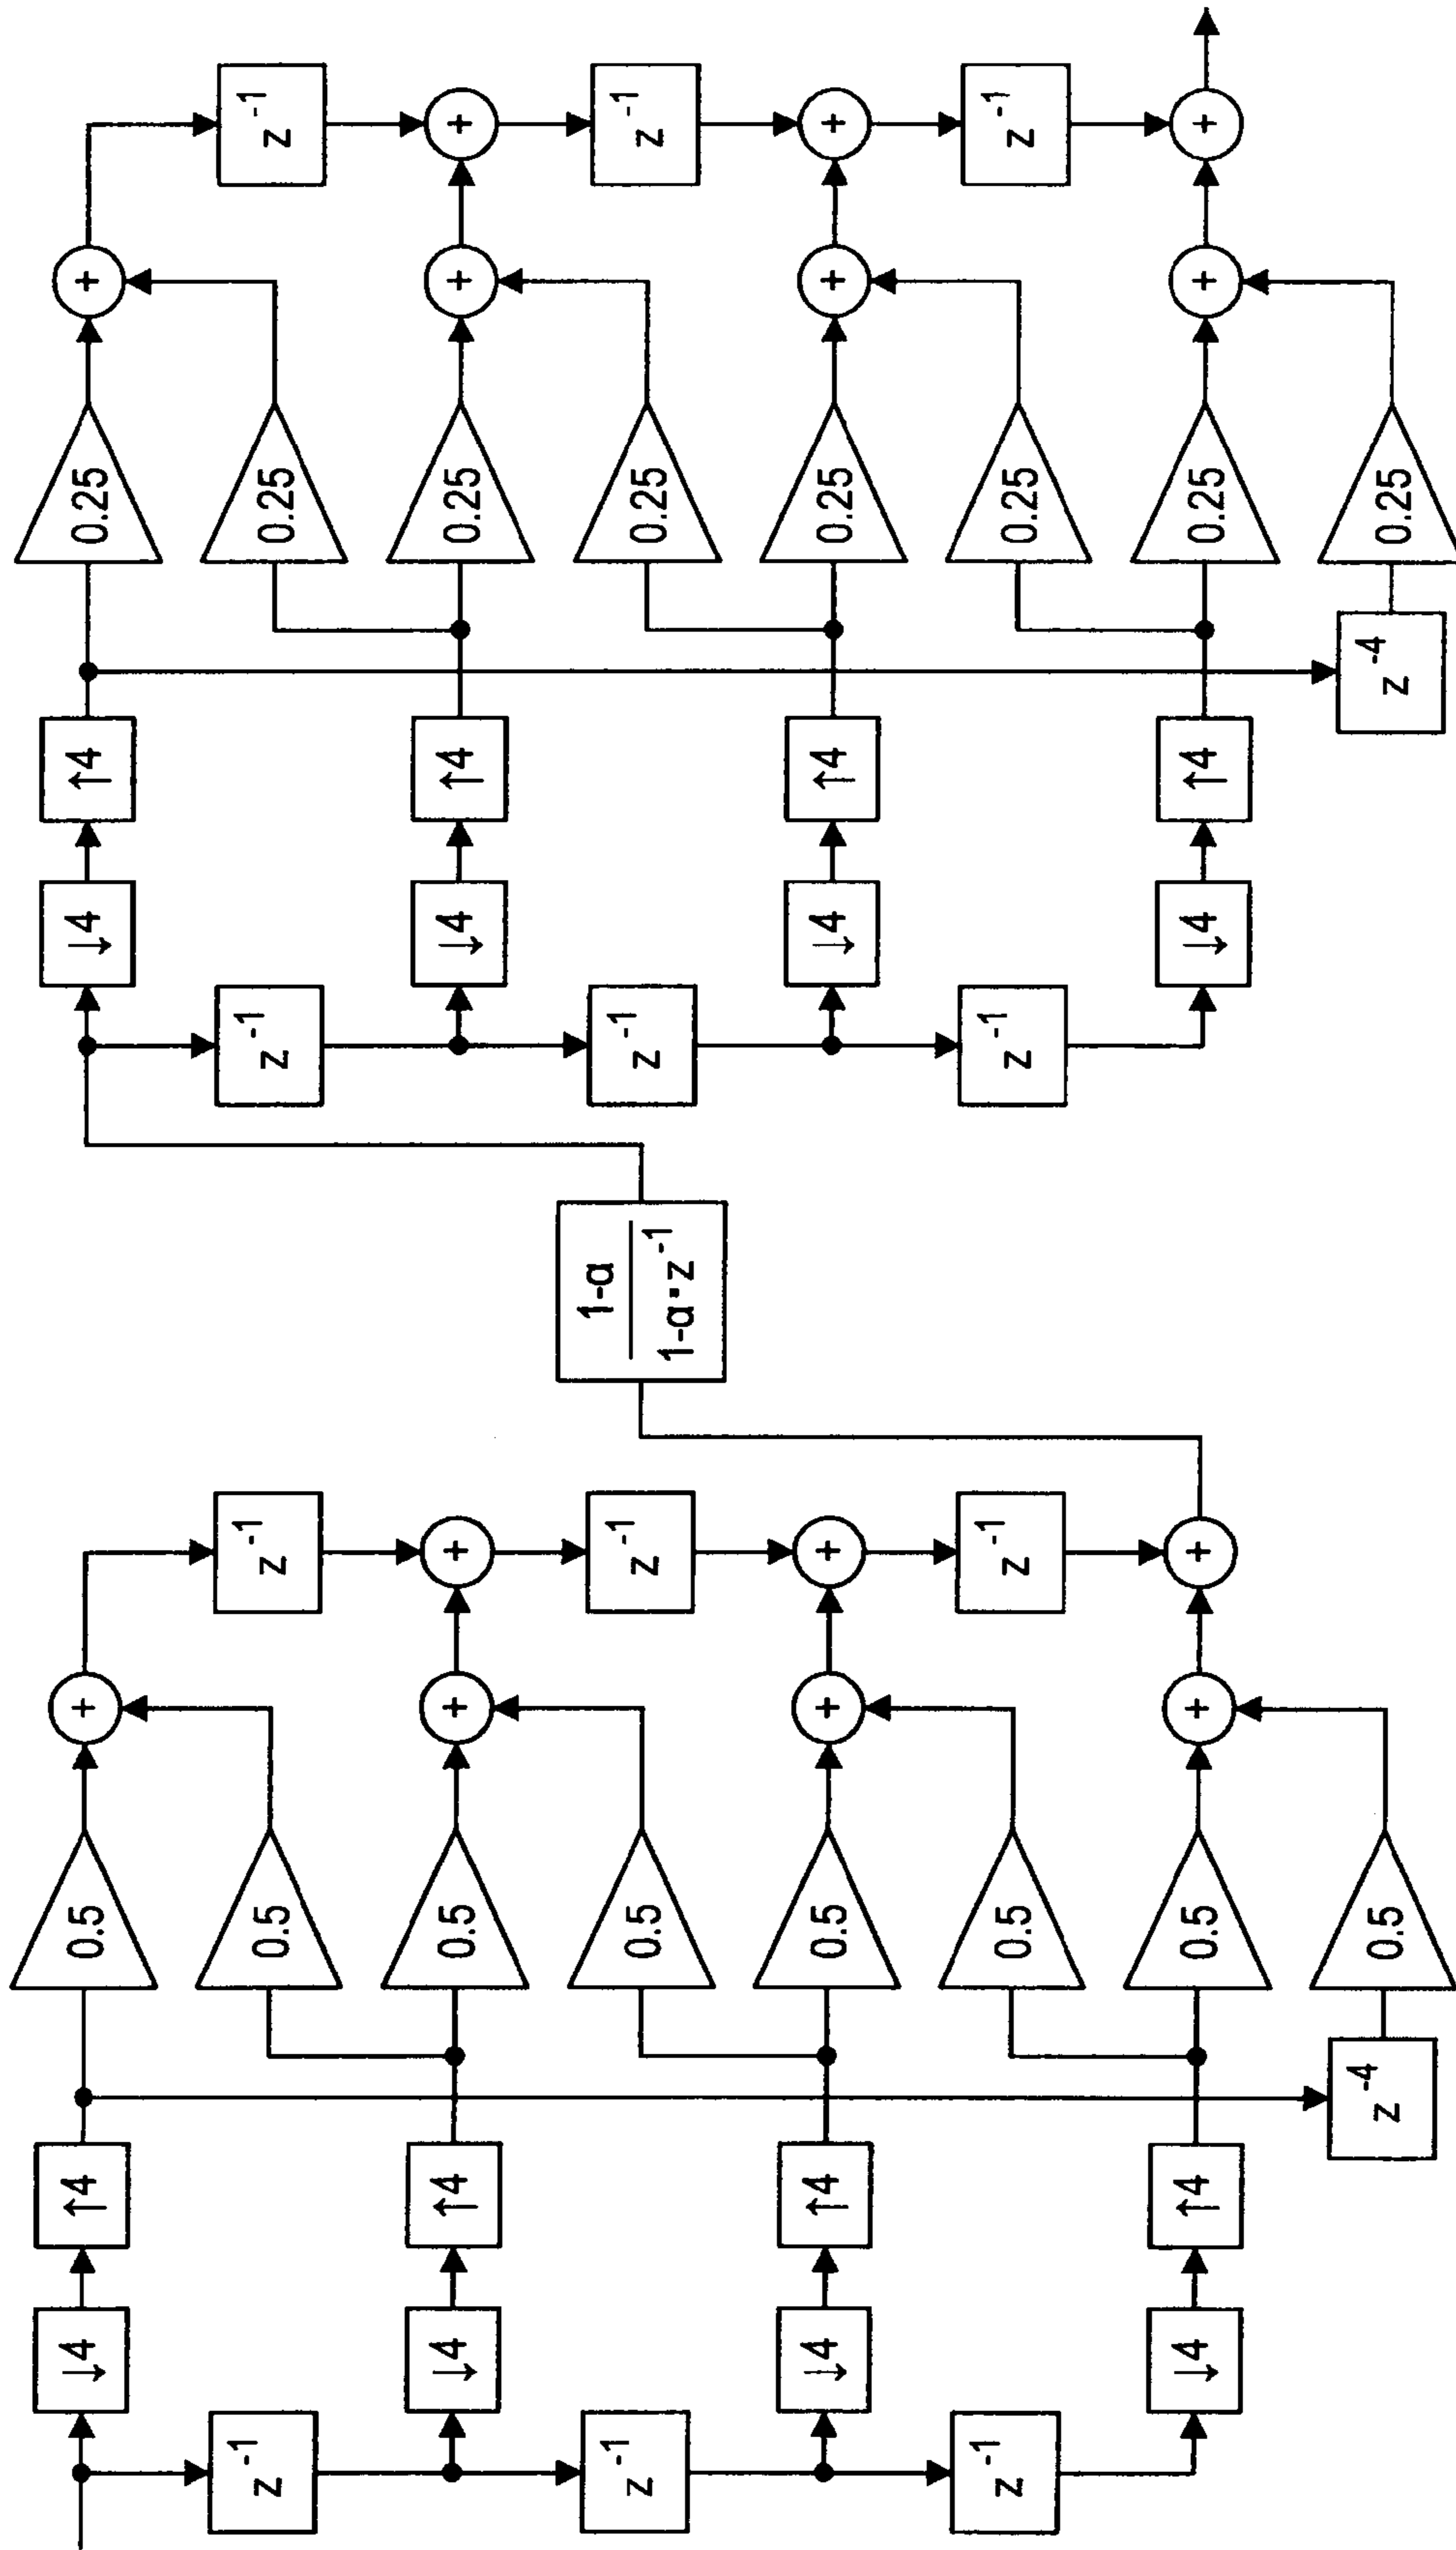 ↓4 ↑4 0.5 + ↓4 ↑4 0.25 +
z⁻¹ 0.5 z⁻¹ z⁻¹ 0.25 z⁻¹
↓4 ↑4 0.5 + + ↓4 ↑4 0.25 + +
1-α
z⁻¹ 0.5 z⁻¹ 1-α·z⁻¹ z⁻¹ 0.25 z⁻¹
↓4 ↑4 0.5 + + ↓4 ↑4 0.25 + +
z⁻¹ 0.5 z⁻¹ z⁻¹ 0.25 z⁻¹
↓4 ↑4 0.5 + + ↓4 ↑4 0.25 + +
z⁻⁴ 0.5 z⁻⁴ 0.25